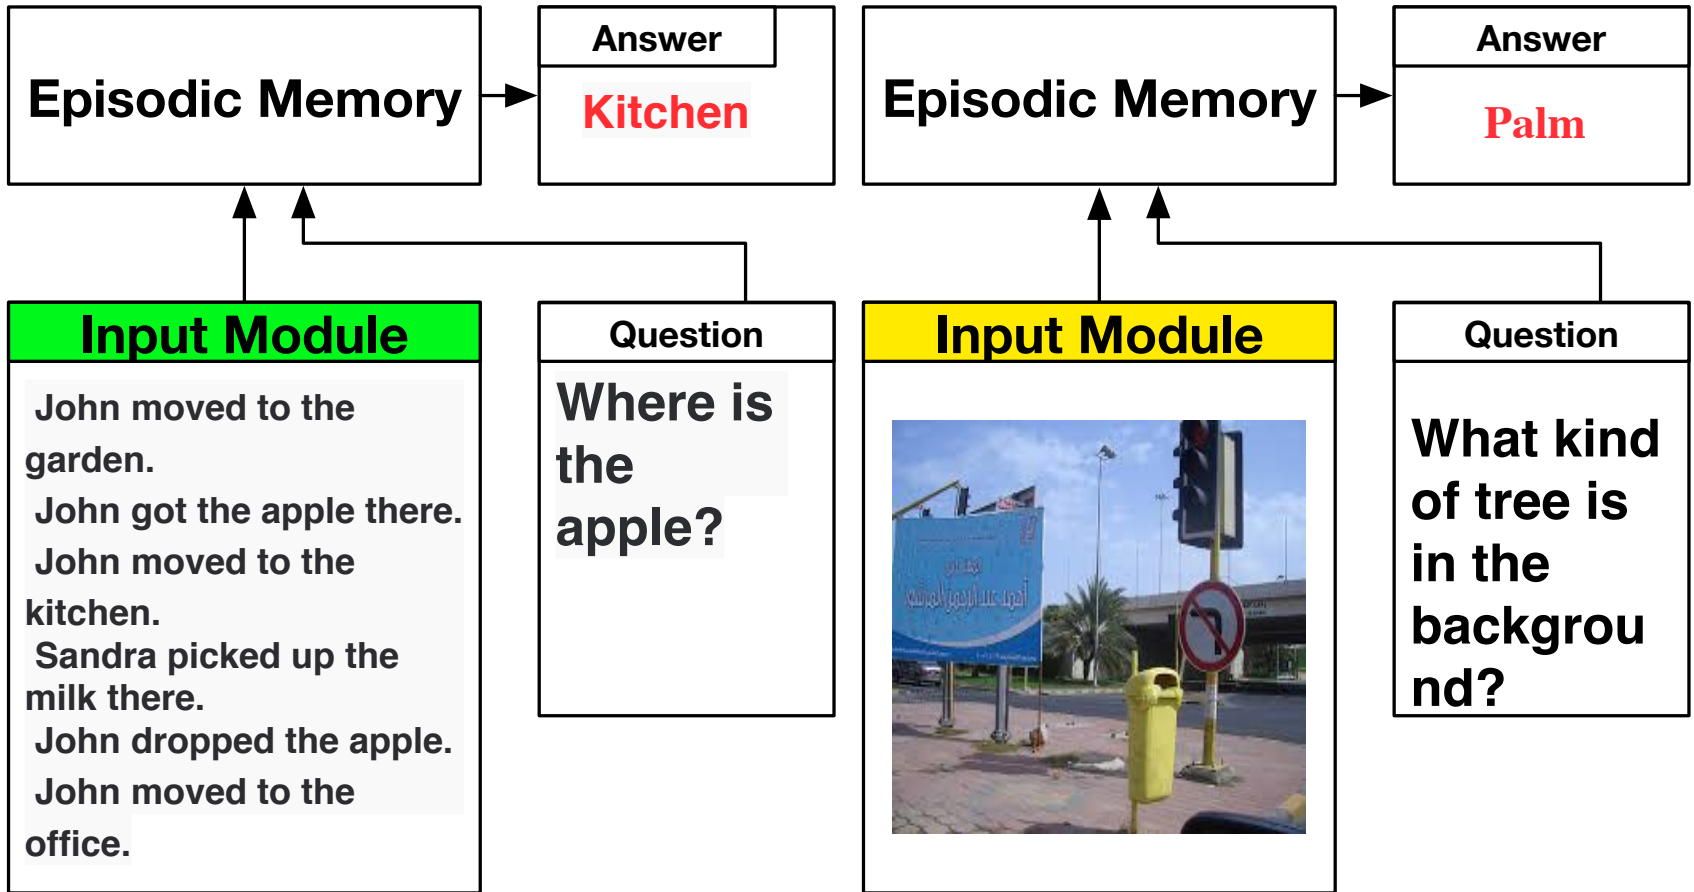 Episodic Memory
Answer
Kitchen
Episodic Memory
Answer
Palm
Input Module
John moved to the
garden.
John got the apple there.
John moved to the
kitchen.
Sandra picked up the
milk there.
John dropped the apple.
John moved to the
office.
Question
Where is
the
apple?
Input Module
أحمد عبد الرحمن
Question
What kind
of tree is
in the
backgrou
nd?